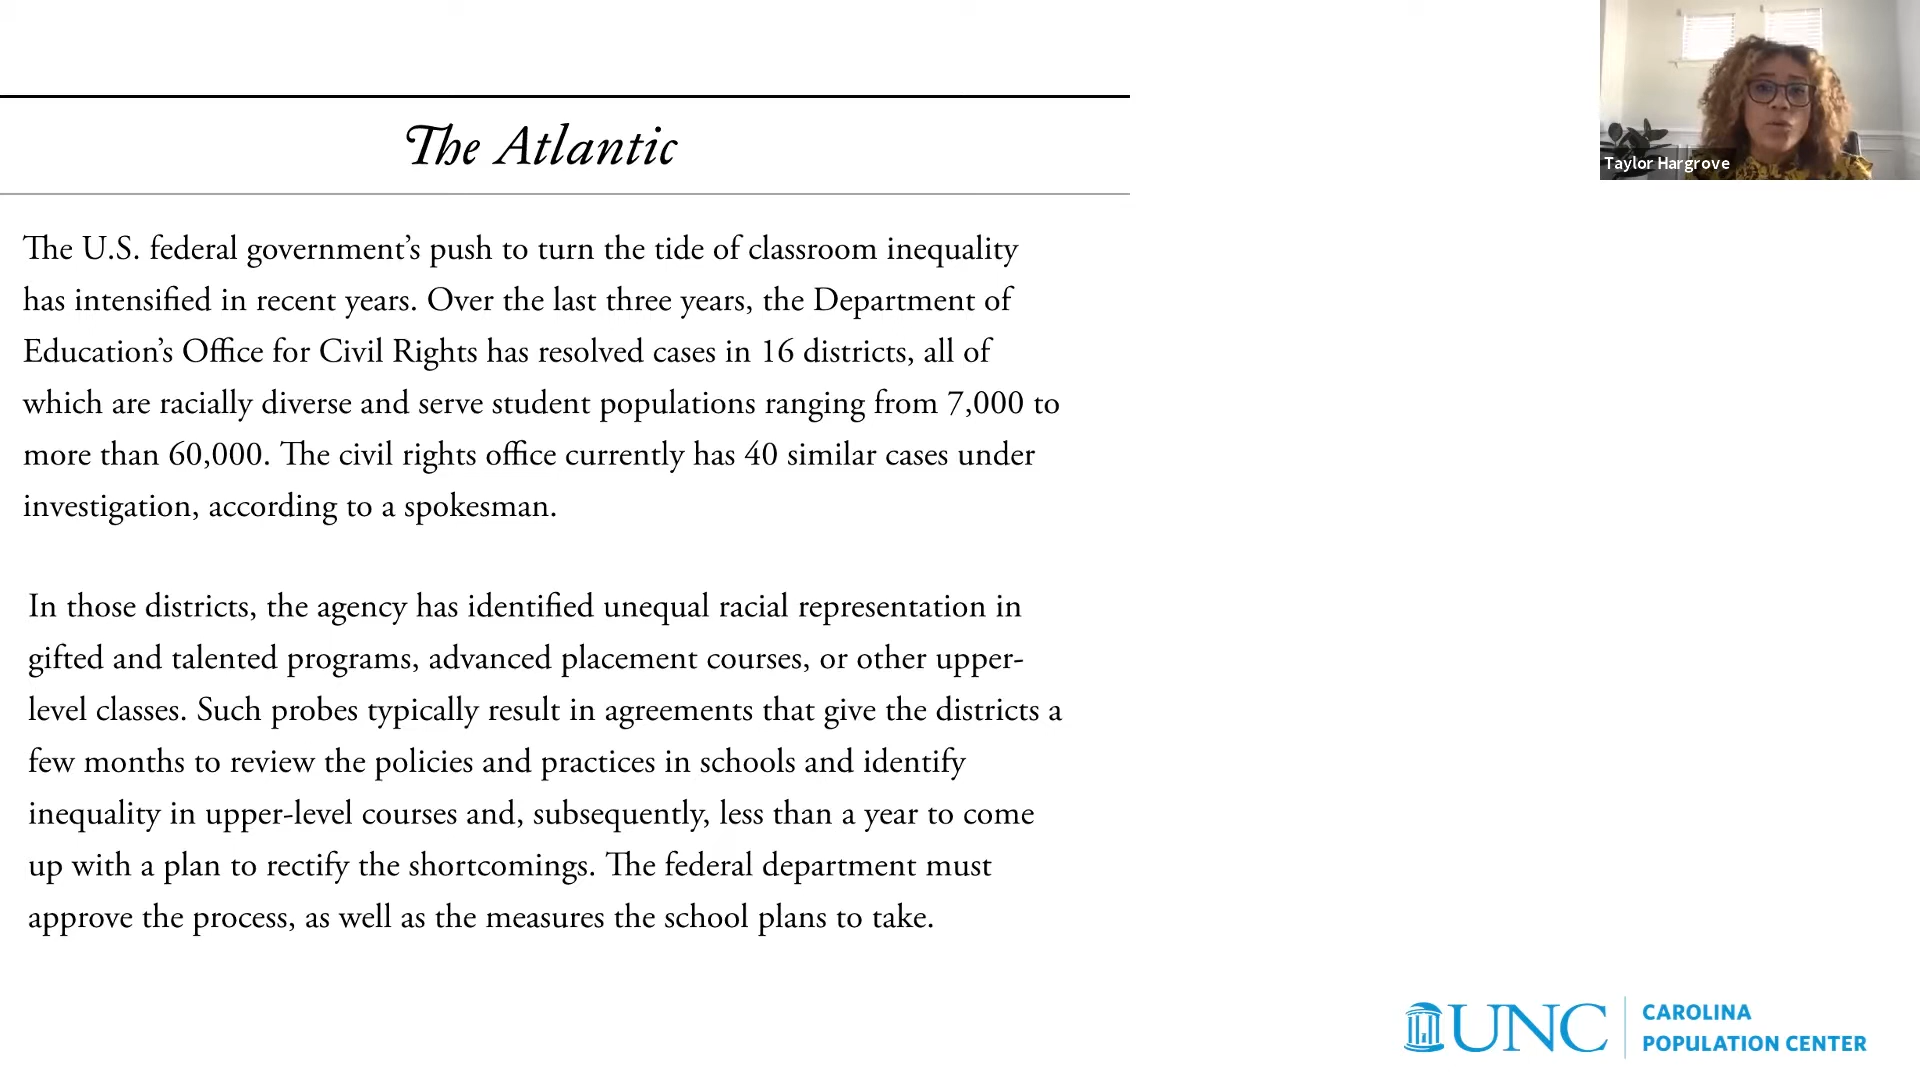 The Atlantic
Taylor Hargrove
The U.S. federal government’s push to turn the tide of classroom inequality
has intensified in recent years. Over the last three years, the Department of
Education’s Office for Civil Rights has resolved cases in 16 districts, all of
which are racially diverse and serve student populations ranging from 7,000 to
more than 60,000. The civil rights office currently has 40 similar cases under
investigation, according to a spokesman.
In those districts, the agency has identified unequal racial representation in
gifted and talented programs, advanced placement courses, or other upper-
level classes. Such probes typically result in agreements that give the districts a
few months to review the policies and practices in schools and identify
inequality in upper-level courses and, subsequently, less than a year to come
up with a plan to rectify the shortcomings. The federal department must
approve the process, as well as the measures the school plans to take.
UNC
CAROLINA
POPULATION CENTER